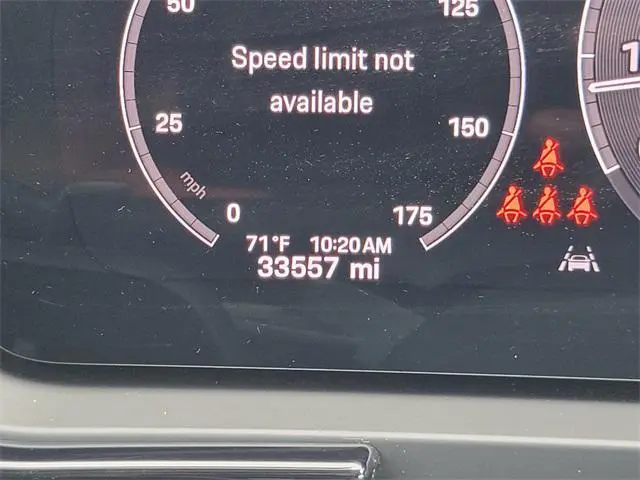 50
125
Speed limit not
available
25
150
mph
0
175
71°F 10:20AM
33557 mi